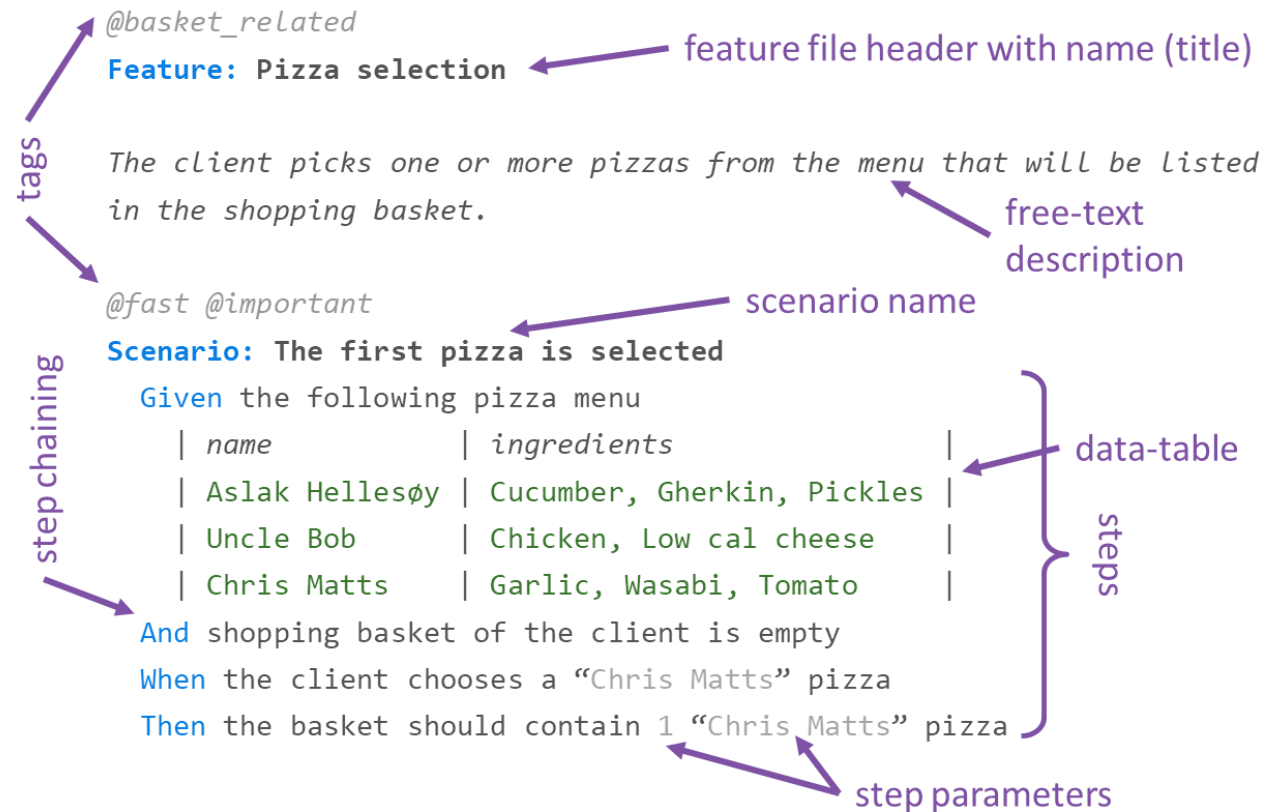 @basket_related
Feature: Pizza selection
feature file header with name (title)
tags
The client picks one or more pizzas from the menu that will be listed
in the shopping basket.
free-text
description
@fast @important
scenario name
Scenario: The first pizza is selected
step chaining
Given the following pizza menu
| name | ingredients |
data-table
| Aslak Hellesøy | Cucumber, Gherkin, Pickles |
| Uncle Bob | Chicken, Low cal cheese |
steps
| Chris Matts | Garlic, Wasabi, Tomato |
And shopping basket of the client is empty
When the client chooses a “Chris Matts” pizza
Then the basket should contain 1 “Chris Matts” pizza
step parameters